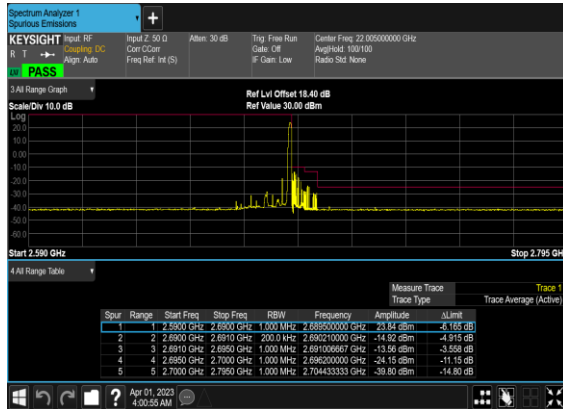 Spectrum Analyzer 1
Spurious Emissions
+
KEYSIGHT
R T
PASS
Input: RF
Coupling: DC
Align: Auto
Input Z: 50 Ω
Corr CCorr
Freq Ref: Int (S)
Atten: 30 dB
Trig: Free Run
Gate: Off
IF Gain: Low
Center Freq: 22.005000000 GHz
Avg|Hold: 100/100
Radio Std: None
3 All Range Graph
Scale/Div 10.0 dB
Ref Lvl Offset 18.40 dB
Ref Value 30.00 dBm
Log
20.0
10.0
0.00
-10.0
-20.0
-30.0
-40.0
-50.0
-60.0
Start 2.590 GHz
Stop 2.795 GH
4 All Range Table
Measure Trace Trace 1
Trace Type Trace Average (Active)
Spur Range Start Freq Stop Freq RBW Frequency Amplitude ΔLimit
1 1 2.5900 GHz 2.6900 GHz 1.000 MHz 2.689500000 GHz 23.84 dBm -6.165 dB
2 2 2.6900 GHz 2.6910 GHz 200.0 kHz 2.690210000 GHz -14.92 dBm -4.915 dB
3 3 2.6910 GHz 2.6950 GHz 1.000 MHz 2.691006667 GHz -13.56 dBm -3.558 dB
4 4 2.6950 GHz 2.7000 GHz 1.000 MHz 2.696200000 GHz -24.15 dBm -11.15 dB
5 5 2.7000 GHz 2.7950 GHz 1.000 MHz 2.704433333 GHz -39.80 dBm -14.80 dB
?
Apr 01, 2023
4:00:55 AM